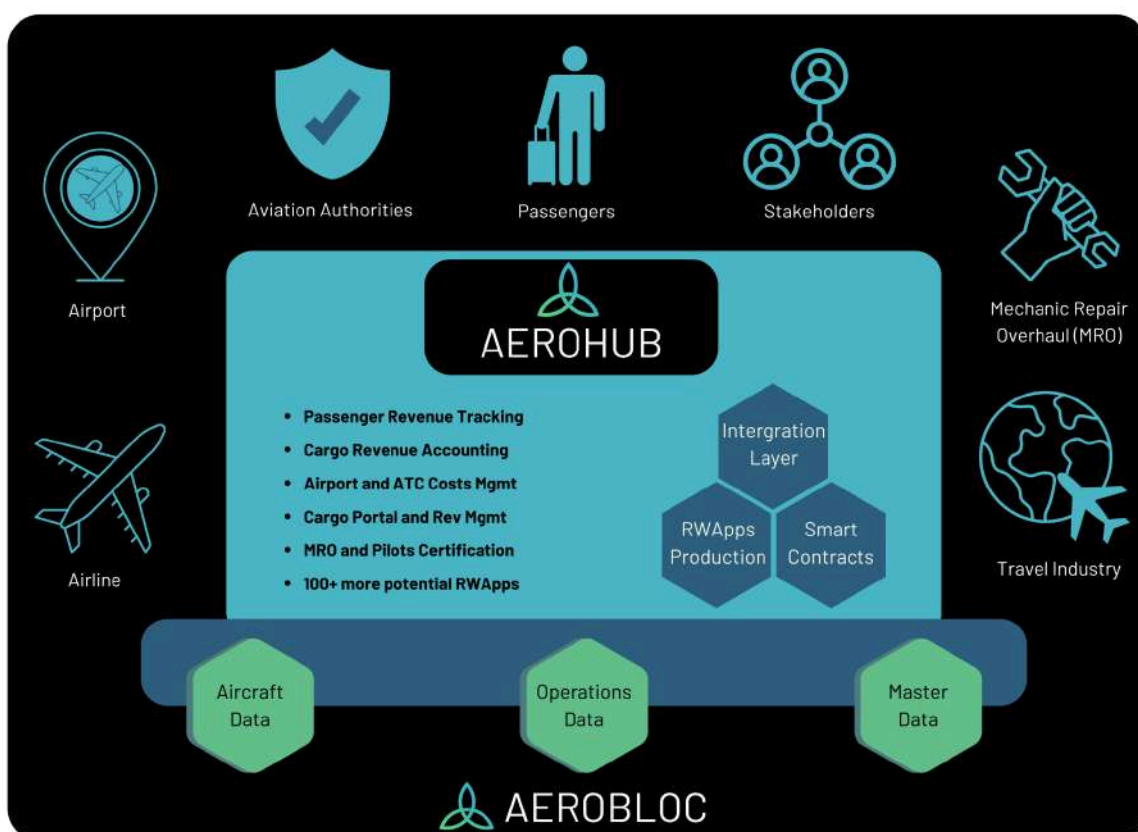 Aviation Authorities
Passengers
Stakeholders
Airport
Mechanic Repair
Overhaul (MRO)
AEROHUB
• Passenger Revenue Tracking
• Cargo Revenue Accounting
• Airport and ATC Costs Mgmt
• Cargo Portal and Rev Mgmt
• MRO and Pilots Certification
• 100+ more potential RWApps
Intergration
Layer
RWApps
Production
Smart
Contracts
Airline
Travel Industry
Aircraft
Data
Operations
Data
Master
Data
AEROBLOC